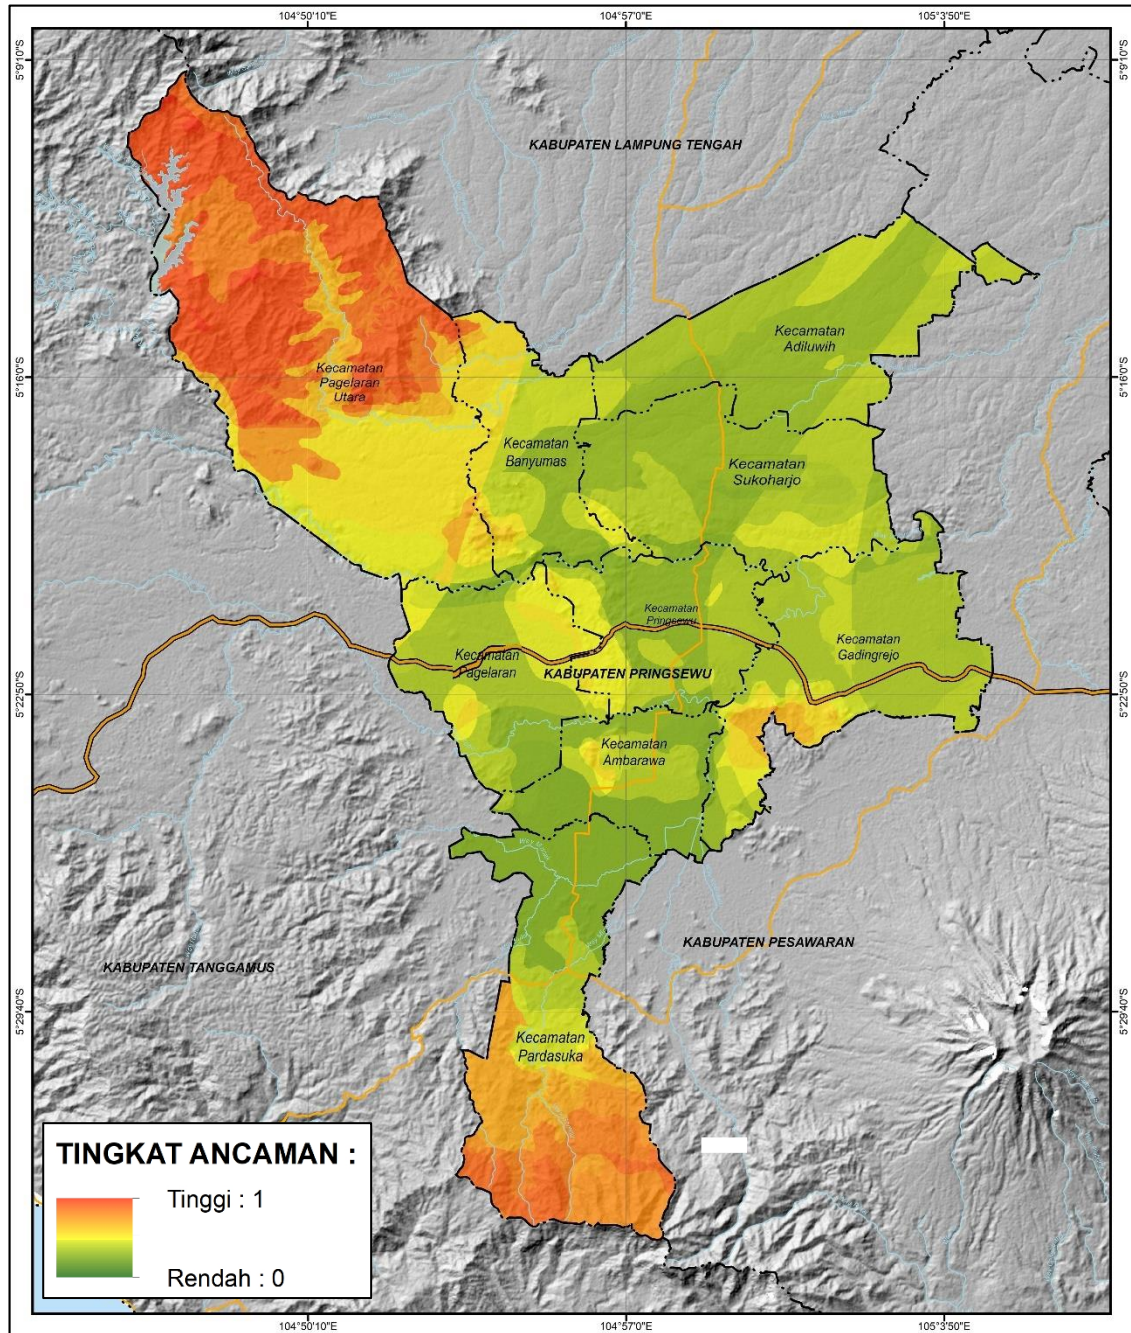 104°50'10"E
104°57'0"E
105°3'50"E
5°9'10"S
5°9'10"S
KABUPATEN LAMPUNG TENGAH
Kecamatan
Adiluwih
5°16'0"S
5°16'0"S
Kecamatan
Pagelaran
Utara
Kecamatan
Banyumas
Kecamatan
Sukoharjo
Kecamatan
Pringsewu
Kecamatan
Gadingrejo
Kecamatan
Pagelaran
KABUPATEN PRINGSEWU
5°22'50"S
5°22'50"S
Kecamatan
Ambarawa
KABUPATEN PESAWARAN
KABUPATEN TANGGAMUS
5°29'40"S
5°29'40"S
Kecamatan
Pardasuka
TINGKAT ANCAMAN :
Tinggi : 1
Rendah : 0
104°50'10"E
104°57'0"E
105°3'50"E